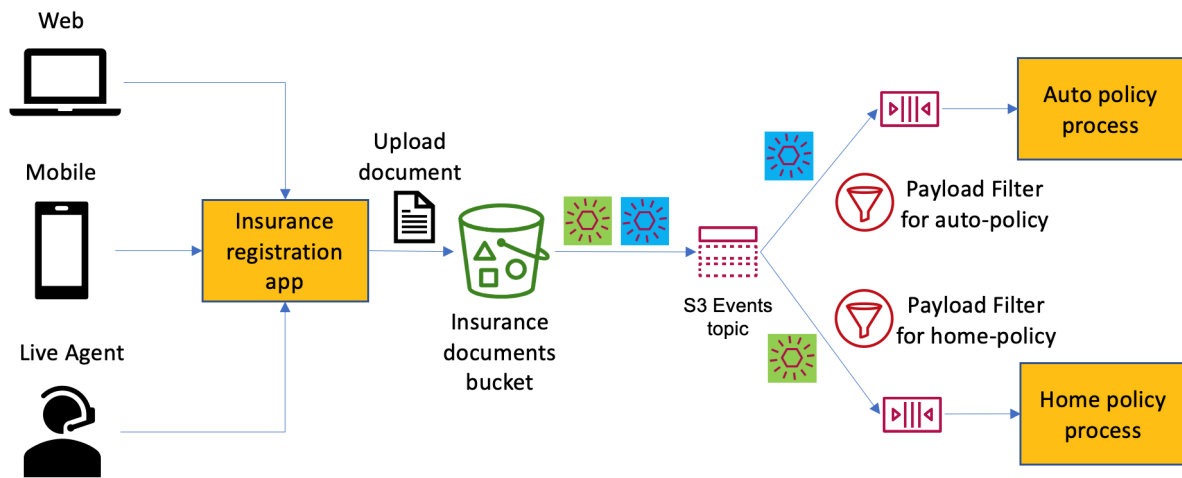 Web
Mobile
Live Agent
Insurance
registration
app
Upload
document
Insurance
documents
bucket
S3 Events
topic
Payload Filter
for auto-policy
Payload Filter
for home-policy
Auto policy
process
Home policy
process